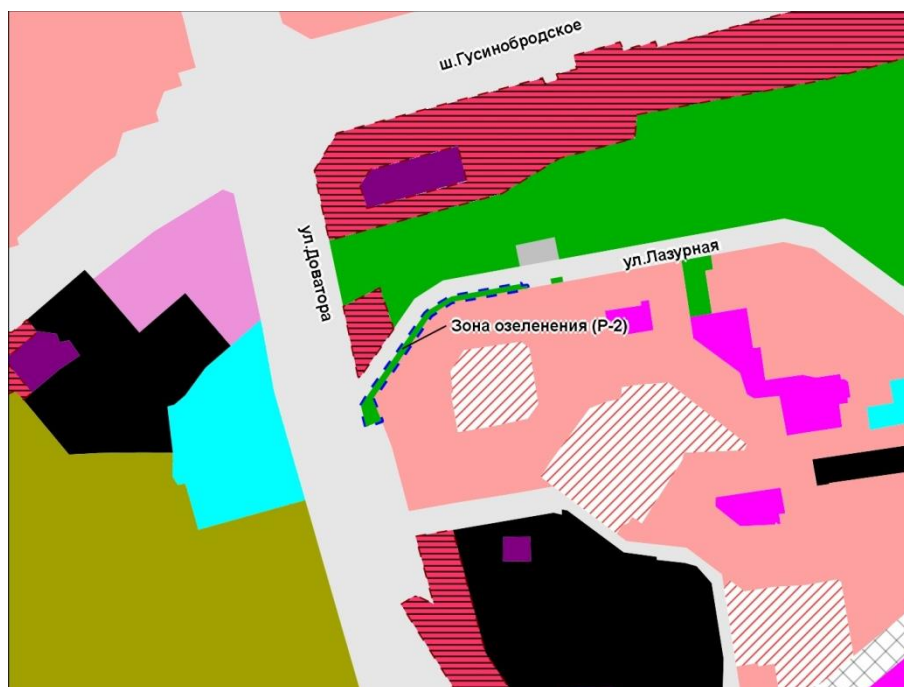 ш.Гусинобродское
ул.Доватора
ул.Лазурная
Зона озеленения (Р-2)